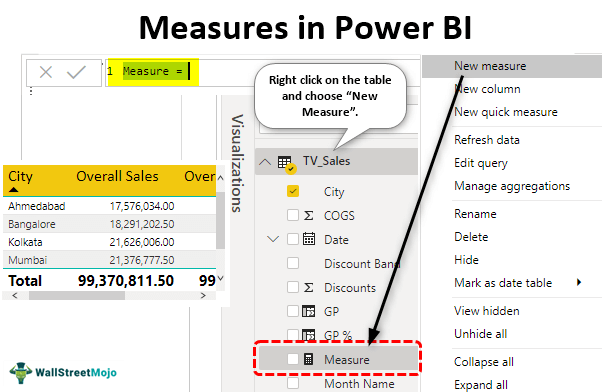 Measures in Power BI
1 Measure =
Right click on the table
and choose “New
Measure”.
New measure
New column
New quick measure
Refresh data
Edit query
Manage aggregations
Rename
Delete
Hide
Mark as date table
View hidden
Unhide all
Collapse all
Expand all
Visualizations
TV_Sales
City
COGS
Date
Discount Band
Discounts
GP
GP %
Measure
Month Name
City Overall Sales Over
Ahmedabad 17,576,034.00
Bangalore 18,291,202.50
Kolkata 21,626,006.00
Mumbai 21,376,777.50
Total 99,370,811.50 99
WallStreetMojo